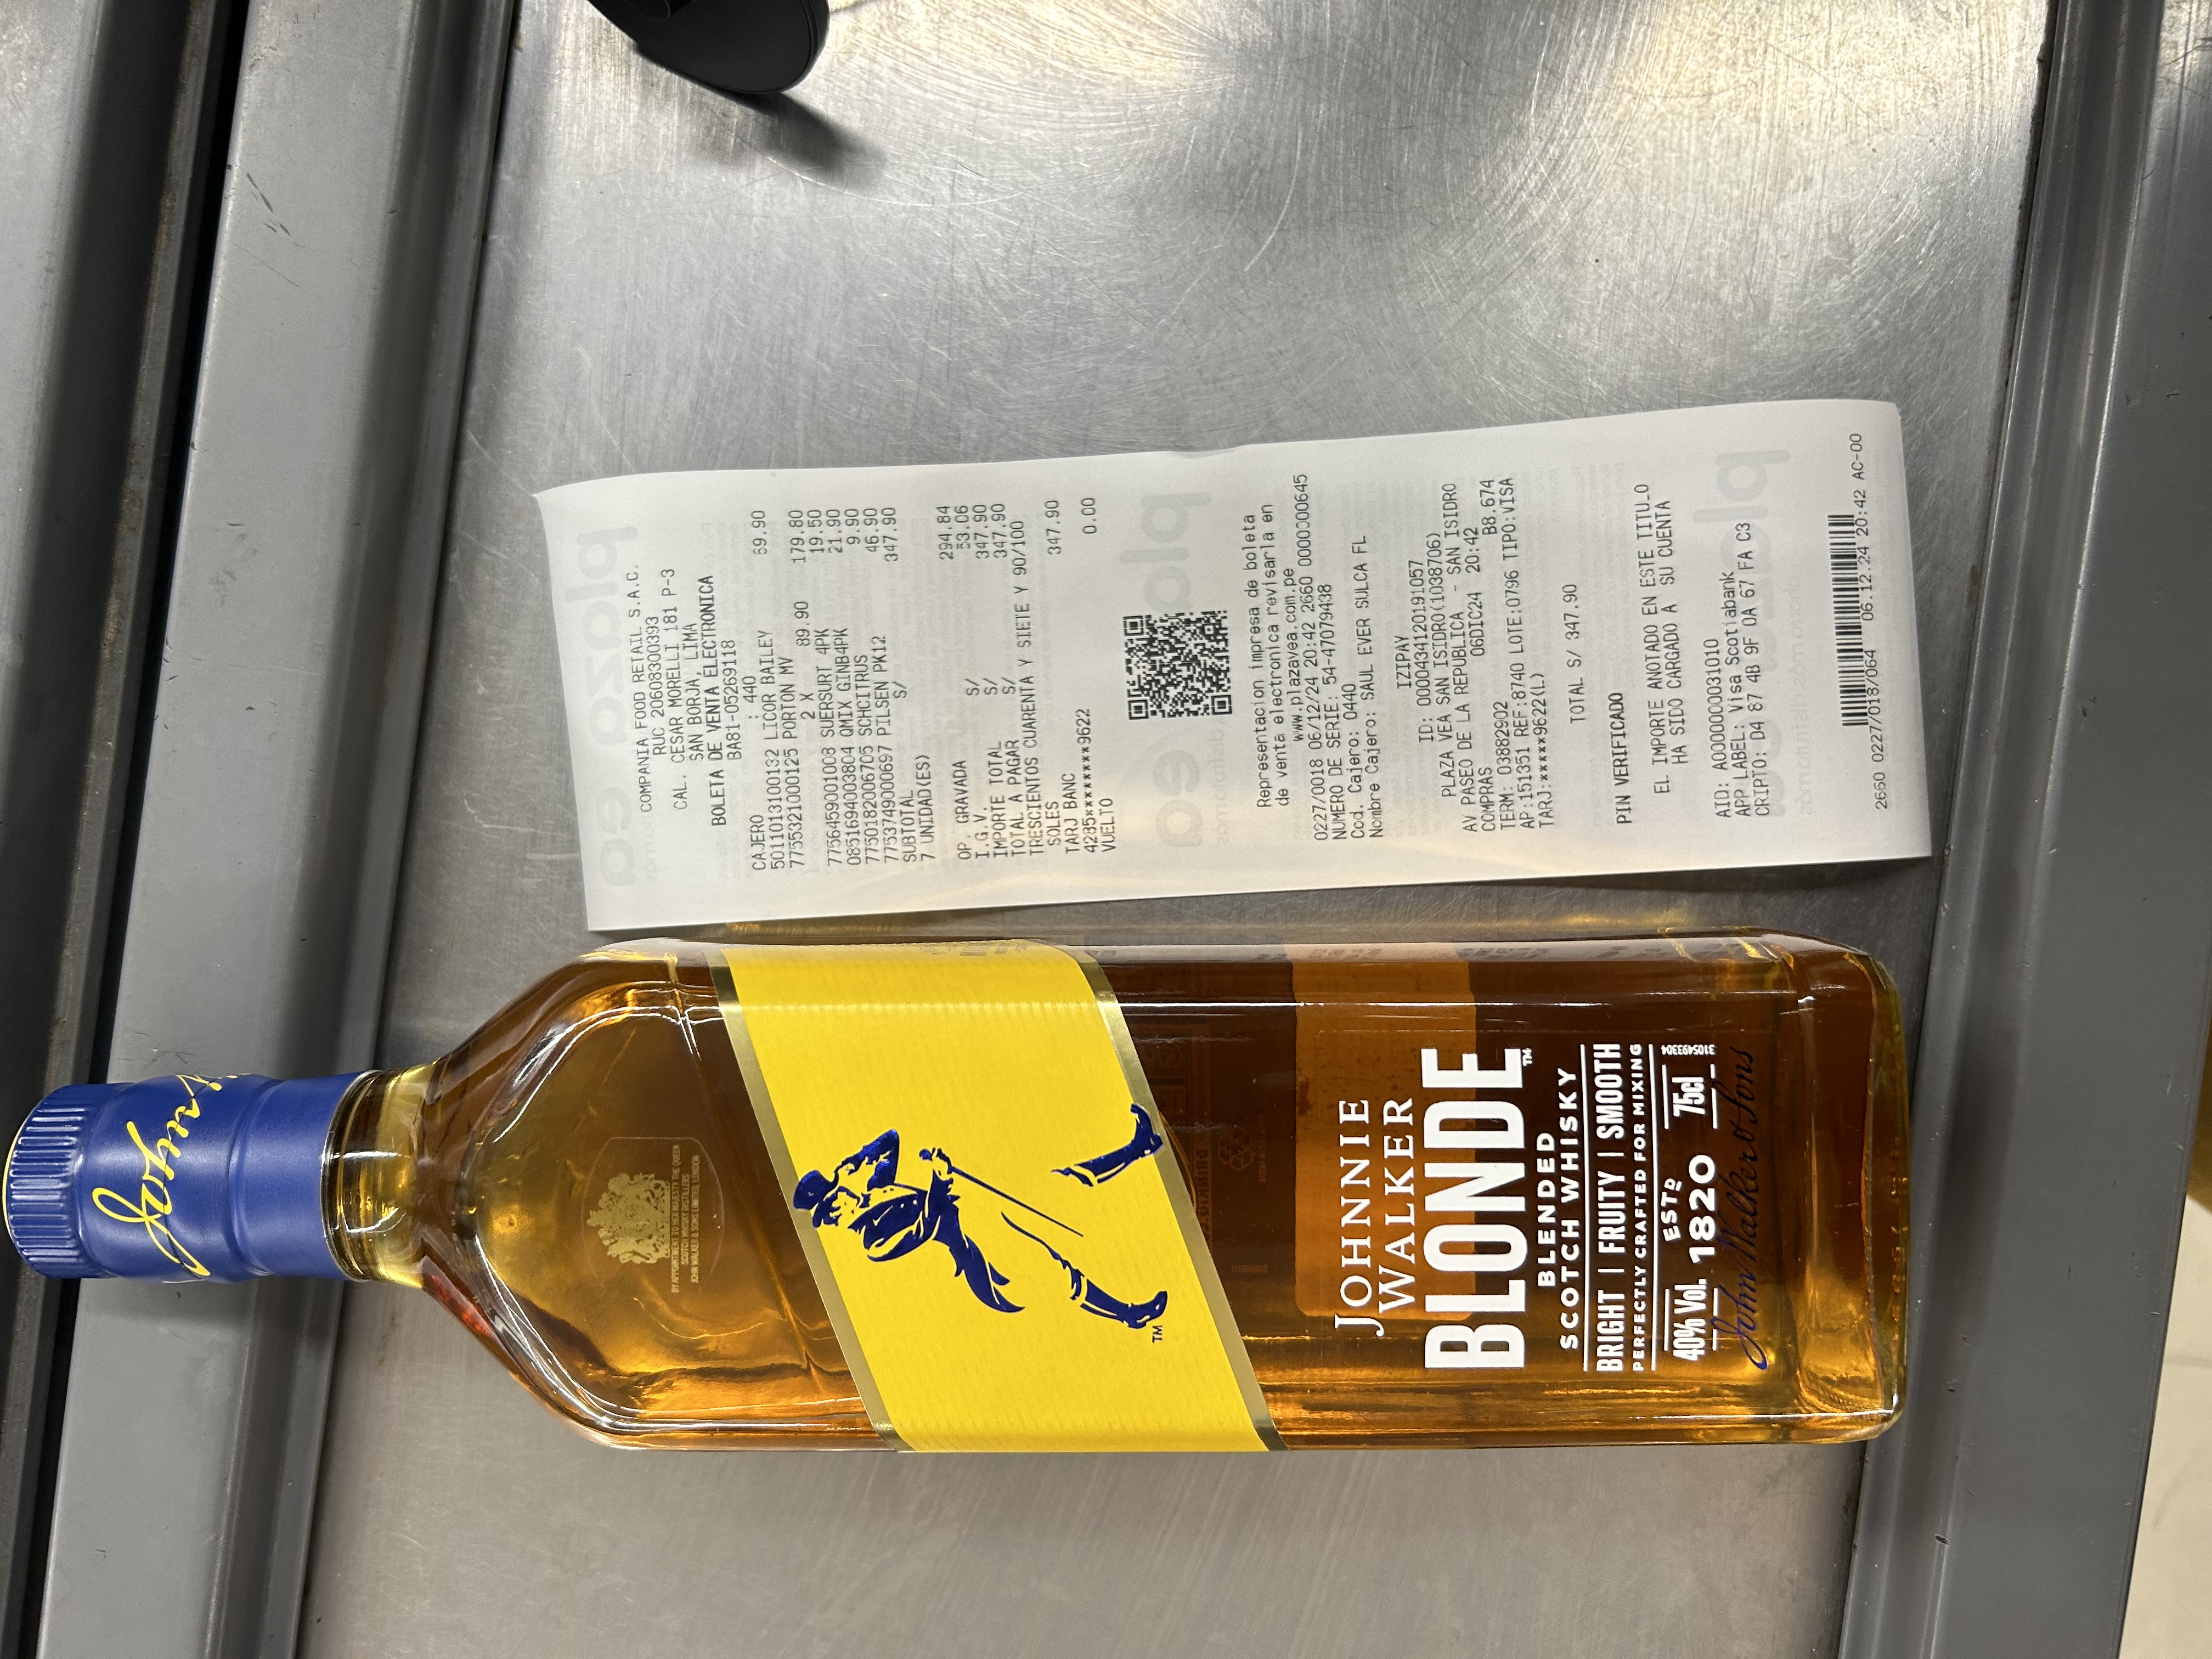 John
BY APPOINTMENT TO HER MAJESTY THE QUEEN
SCOTCH WHISKY DISTILLERS
JOHN WALKER & SONS LIMITED, LONDON
TM
JOHNNIE
WALKER
BLONDE
TM
BLENDED
SCOTCH WHISKY
BRIGHT | FRUITY | SMOOTH
PERFECTLY CRAFTED FOR MIXING
40% Vol. ESTD 1820 75cl
John Walker & Sons
COMPANIA FOOD RETAIL S.A.C.
RUC 20608300393
CAL. CESAR MORELLI 181 P-3
SAN BORJA, LIMA
BOLETA DE VENTA ELECTRONICA
BA81-05269118
CAJERO : 440
5011013100132 LICOR BAILEY 59.90
7755321000125 PORTON MV
2 X 89.90 179.80
7756459001008 SUERSURT 4PK 19.50
0851694003804 QMIX GINB4PK 21.90
7750182006705 SCHCITRUS 9.90
7753749000697 PILSEN PK12 46.90
SUBTOTAL S/ 347.90
7 UNIDAD(ES)
OP. GRAVADA 294.84
I.G.V. S/ 53.06
IMPORTE TOTAL S/ 347.90
TOTAL A PAGAR S/ 347.90
TRESCIENTOS CUARENTA Y SIETE Y 90/100
SOLES
TARJ BANC 347.90
4285********9622
VUELTO 0.00
Representacion impresa de boleta
de venta electronica revisarla en
www.plazavea.com.pe
0227/0018 06/12/24 20:42 2660 0000000645
NUMERO DE SERIE: 54-47079438
Cod. Cajero: 0440
Nombre Cajero: SAUL EVER SULCA FL
IZIPAY
ID: 0000434120191057
PLAZA VEA SAN ISIDRO(1038706)
AV PASEO DE LA REPUBLICA - SAN ISIDRO
COMPRAS 06DIC24 20:42
TERM: 03882902 B8.674
AP:151351 REF:8740 LOTE:0796 TIPO:VISA
TARJ:*****9622(L)
TOTAL S/ 347.90
PIN VERIFICADO
EL IMPORTE ANOTADO EN ESTE TITULO
HA SIDO CARGADO A SU CUENTA
AID: A0000000031010
APP LABEL: Visa Scotiabank
CRIPTO: D4 87 4B 9F 0A 67 FA C3
2660 0227/018/064 06.12.24 20:42 AC-00